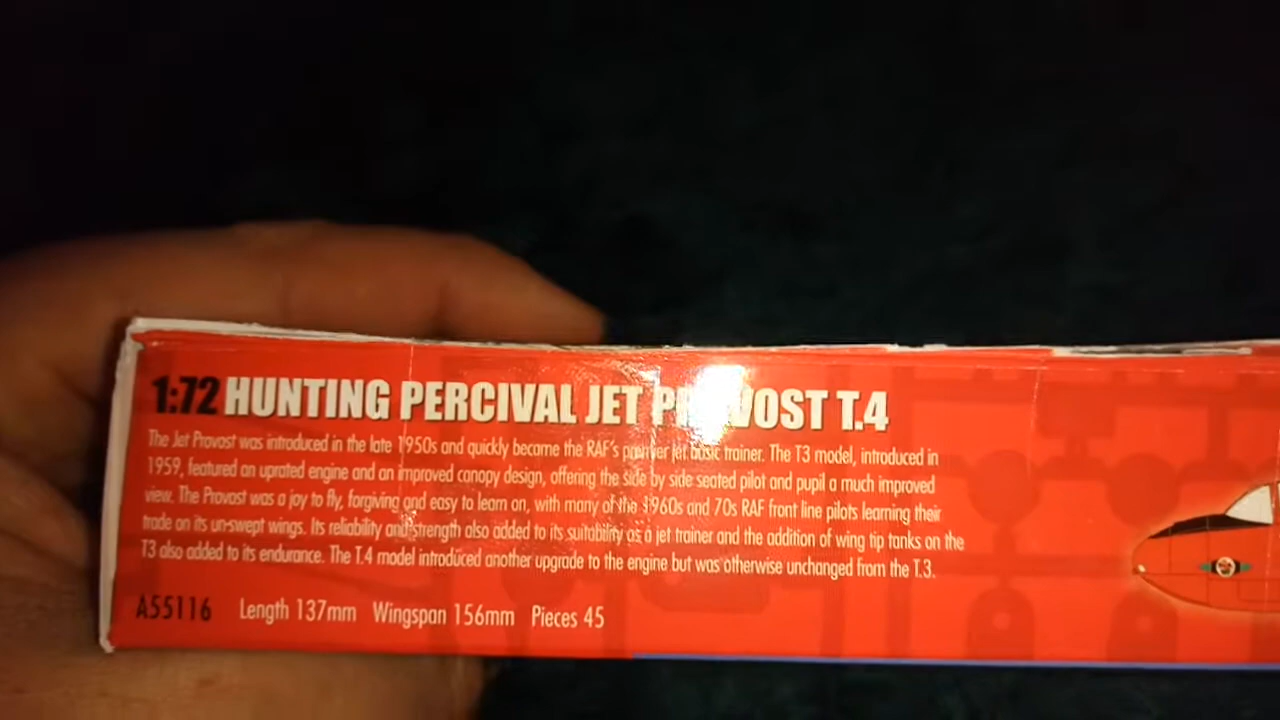 1:72 HUNTING PERCIVAL JET PROVOST T.4
The Jet Provost was introduced in the late 1950s and quickly became the RAF's premier jet basic trainer. The T3 model, introduced in
1959, featured an uprated engine and an improved canopy design, offering the side by side seated pilot and pupil a much improved
view. The Provost was a joy to fly, forgiving and easy to learn on, with many of the 1960s and 70s RAF front line pilots learning their
trade on its un-swept wings. Its reliability and strength also added to its suitability as a jet trainer and the addition of wing tip tanks on the
T3 also added to its endurance. The T.4 model introduced another upgrade to the engine but was otherwise unchanged from the T.3.
A55116 Length 137mm Wingspan 156mm Pieces 45